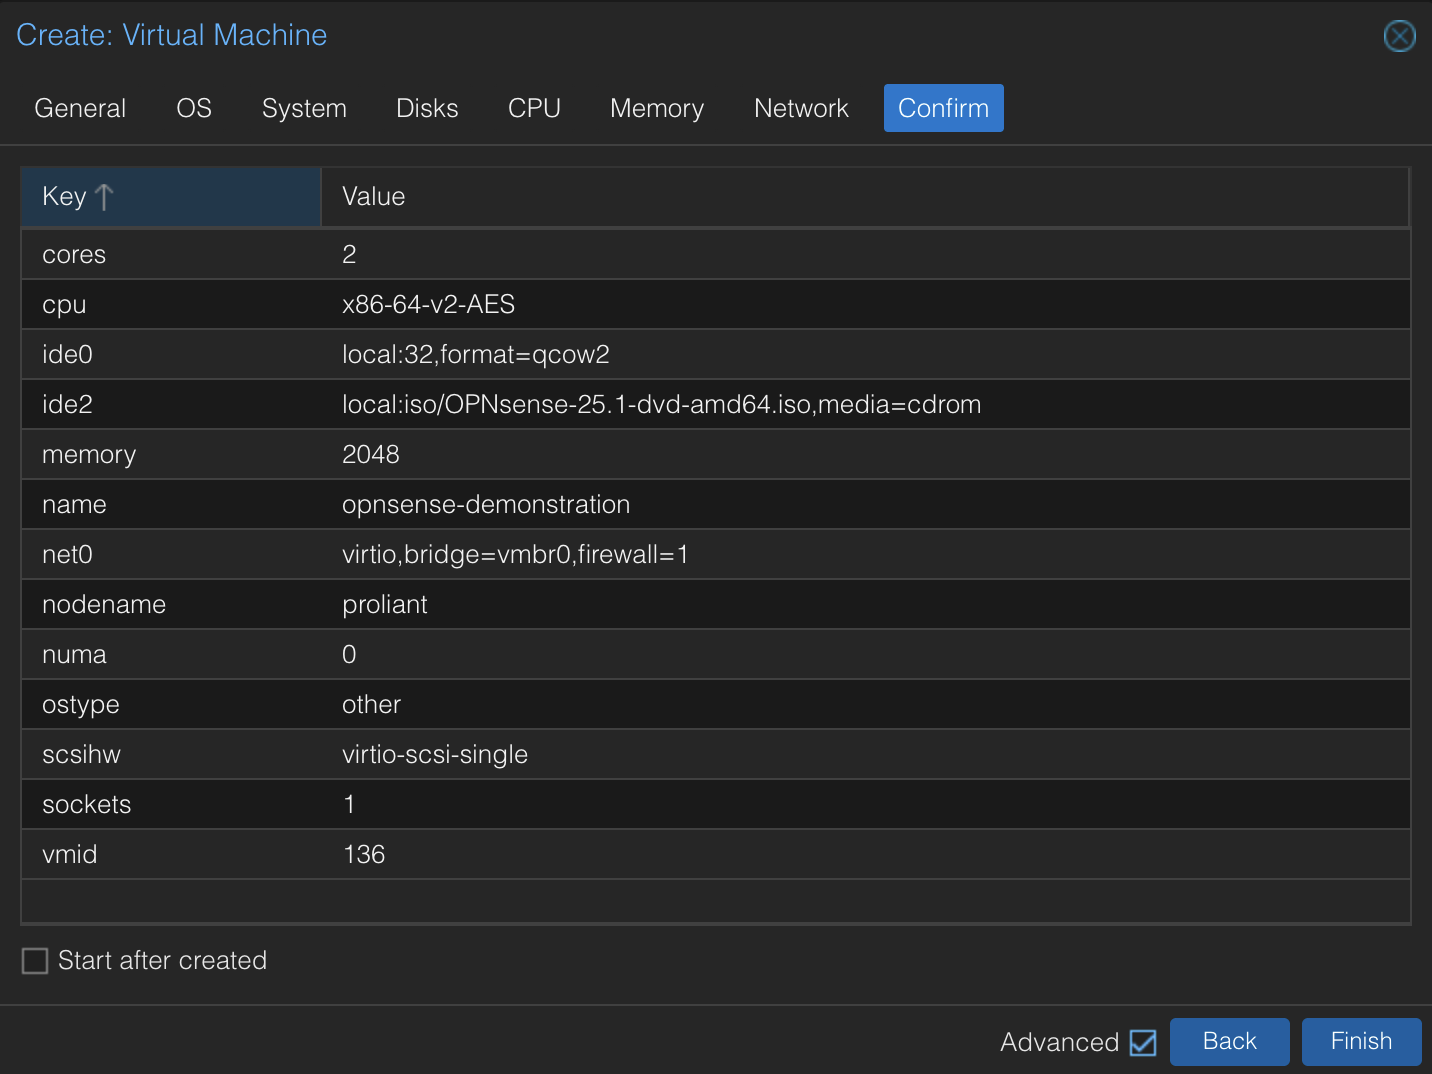 Create: Virtual Machine
General OS System Disks CPU Memory Network Confirm
Key ↑ Value
cores 2
cpu x86-64-v2-AES
ide0 local:32,format=qcow2
ide2 local:iso/OPNsense-25.1-dvd-amd64.iso,media=cdrom
memory 2048
name opnsense-demonstration
net0 virtio,bridge=vmbr0,firewall=1
nodename proliant
numa 0
ostype other
scsihw virtio-scsi-single
sockets 1
vmid 136
Start after created
Advanced Back Finish